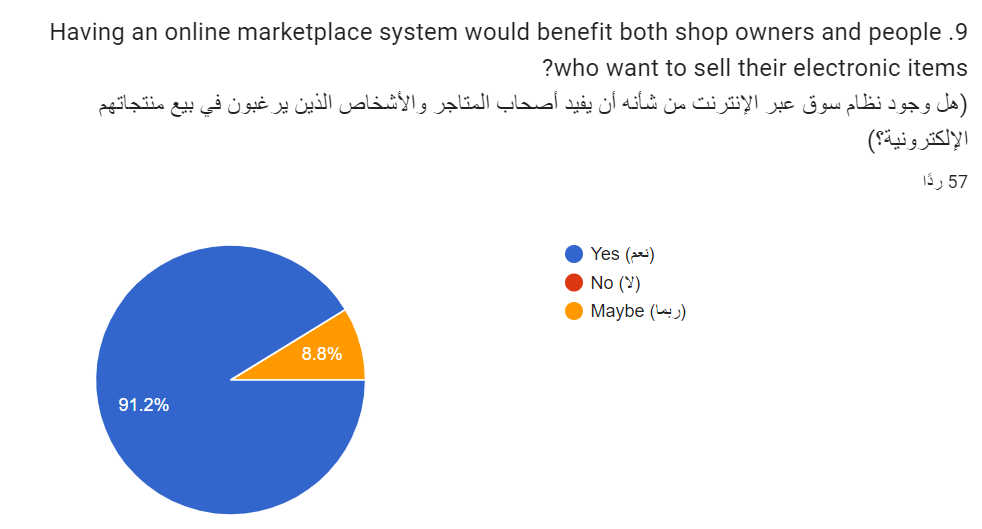 9. Having an online marketplace system would benefit both shop owners and people
who want to sell their electronic items?
(هل وجود نظام سوق عبر الإنترنت من شأنه أن يفيد أصحاب المتاجر والأشخاص الذين يرغبون في بيع منتجاتهم
الإلكترونية؟)
57 ردًا
Yes (نعم)
No (لا)
Maybe (ربما)
8.8%
91.2%